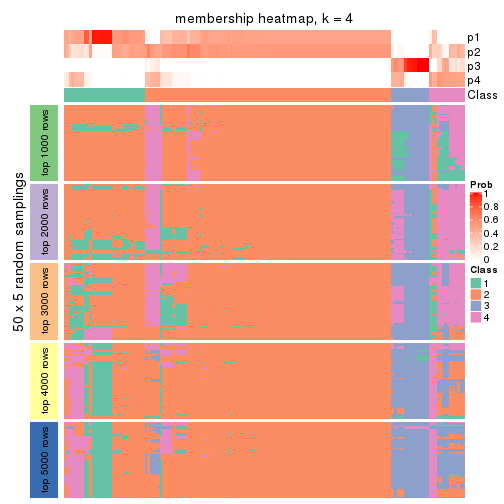 membership heatmap, k = 4
p1
p2
p3
p4
Class
50 x 5 random samplings
top 1000 rows
top 2000 rows
top 3000 rows
top 4000 rows
top 5000 rows
Prob
1
0.8
0.6
0.4
0.2
0
Class
1
2
3
4